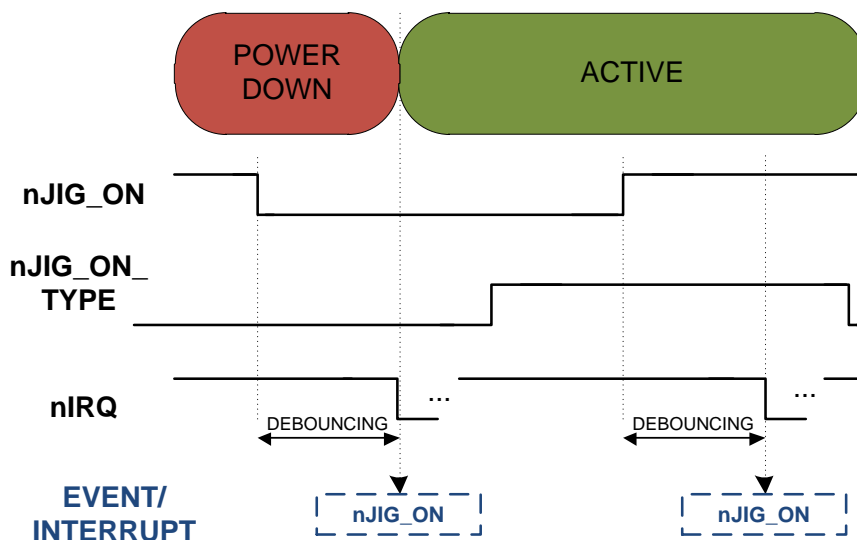 POWER
DOWN
ACTIVE
nJIG_ON
nJIG_ON_
TYPE
nIRQ
...
...
DEBOUNCING
DEBOUNCING
EVENT/
INTERRUPT
nJIG_ON
nJIG_ON